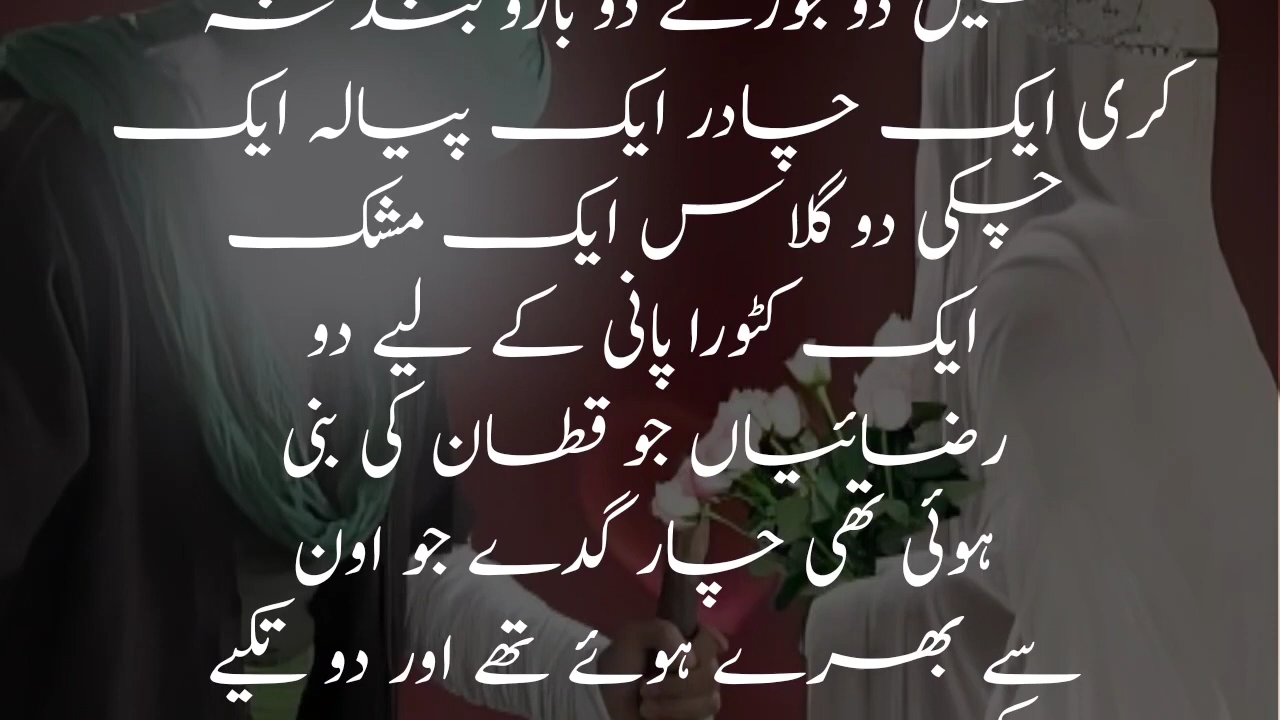 دو جوڑے دو بازو بند
کری ایک چادر ایک پیالہ ایک
چکی دو گلاس ایک مشک
ایک کٹورا پانی کے لیے دو
رضائیاں جو قطان کی بنی
ہوئی تھی چار گدے جو اون
سے بھرے ہوئے تھے اور دو تکیے